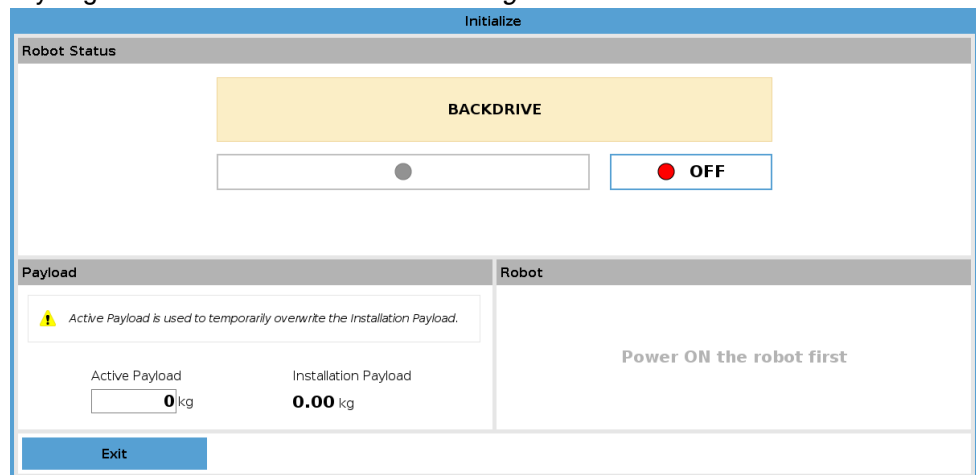 Initialize
Robot Status
BACKDRIVE
OFF
Payload
Robot
Active Payload is used to temporarily overwrite the Installation Payload.
Power ON the robot first
Active Payload
Installation Payload
0 kg
0.00 kg
Exit